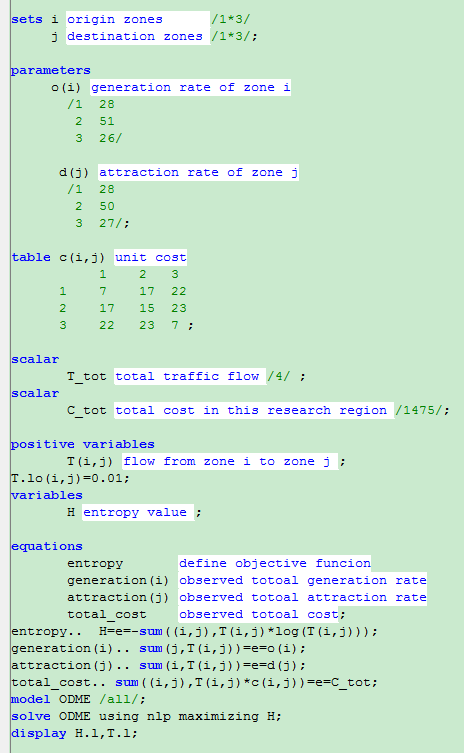 sets i origin zones /1*3/
j destination zones /1*3/;
parameters
o(i) generation rate of zone i
/1 28
2 51
3 26/
d(j) attraction rate of zone j
/1 28
2 50
3 27/;
table c(i,j) unit cost
1 2 3
1 7 17 22
2 17 15 23
3 22 23 7 ;
scalar
T_tot total traffic flow /4/ ;
scalar
C_tot total cost in this research region /1475/;
positive variables
T(i,j) flow from zone i to zone j ;
T.lo(i,j)=0.01;
variables
H entropy value ;
equations
entropy define objective funcion
generation(i) observed totoal generation rate
attraction(j) observed totoal attraction rate
total_cost observed totoal cost;
entropy.. H=e=-sum((i,j),T(i,j)*log(T(i,j)));
generation(i).. sum(j,T(i,j))=e=o(i);
attraction(j).. sum(i,T(i,j))=e=d(j);
total_cost.. sum((i,j),T(i,j)*c(i,j))=e=C_tot;
model ODME /all/;
solve ODME using nlp maximizing H;
display H.l,T.l;